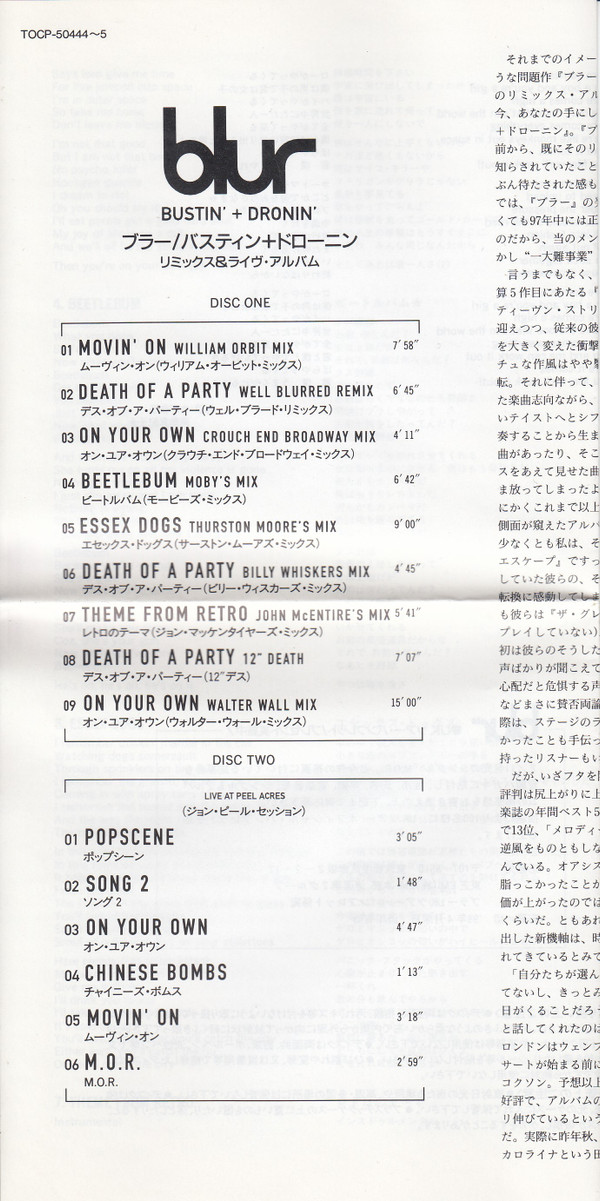 TOCP-50444～5
blur
BUSTIN' + DRONIN'
ブラー/バスティン+ドローニン
リミックス&ライヴ・アルバム
DISC ONE
01 MOVIN' ON WILLIAM ORBIT MIX 7'58"
ムーヴィン・オン(ウィリアム・オービット・ミックス)
02 DEATH OF A PARTY WELL BLURRED REMIX 6'45"
デス・オブ・ア・パーティー(ウェル・ブラード・リミックス)
03 ON YOUR OWN CROUCH END BROADWAY MIX 4'11"
オン・ユア・オウン(クラウチ・エンド・ブロードウェイ・ミックス)
04 BEETLEBUM MOBY'S MIX 6'42"
ビートルバム(モービーズ・ミックス)
05 ESSEX DOGS THURSTON MOORE'S MIX 9'00"
エセックス・ドッグス(サーストン・ムーアズ・ミックス)
06 DEATH OF A PARTY BILLY WHISKERS MIX 4'45"
デス・オブ・ア・パーティー(ビリー・ウィスカーズ・ミックス)
07 THEME FROM RETRO JOHN McENTIRE'S MIX 5'41"
レトロのテーマ(ジョン・マッケンタイヤーズ・ミックス)
08 DEATH OF A PARTY 12" DEATH 7'07"
デス・オブ・ア・パーティー(12"デス)
09 ON YOUR OWN WALTER WALL MIX 15'00"
オン・ユア・オウン(ウォルター・ウォール・ミックス)
DISC TWO
LIVE AT PEEL ACRES
(ジョン・ピール・セッション)
01 POPSCENE 3'05"
ポップシーン
02 SONG 2 1'48"
ソング 2
03 ON YOUR OWN 4'47"
オン・ユア・オウン
04 CHINESE BOMBS 1'13"
チャイニーズ・ボムス
05 MOVIN' ON 3'18"
ムーヴィン・オン
06 M.O.R. 2'59"
M.O.R.
それまでのイメー
うな問題作『ブラー
のリミックス・アル
今、あなたの手にし
+ドローニン』。『ブ
前から、既にそのリ
知らされていたこと
ぶん待たされた感も
では、『ブラー』の
くても97年中には正
のだから、当のメン
かし“一大難事業”
言うまでもなく、
算5作目にあたる『
ティーヴン・ストリ
迎えつつ、従来の彼
を大きく変えた衝撃
チュな作風はやや
転。それに伴って、
た楽曲志向ながら、
いテイストへとシフ
奏することから生ま
曲があったり、そこ
スをあえて見せた曲
ま放ってしまったよ
にかくこれまで以上
側面が窺えたアルバ
少なくとも私は、そ
エスケープ』ですっ
していた彼らの、そ
転換に感動してしま
も彼らは『ザ・グレ
プレイしていない)
初は彼らのそうした
声ばかりが聞こえて
心配だと危惧する声
などまさに賛否両論
際は、ステージのラ
かったことも手伝っ
持ったリスナーもい
だが、いざフタを開
評判は尻上がりに上
楽誌の年間ベスト5
で13位、「メロディ
逆風をものともしな
んでいる。オアシス
脂っこかったことが
価が上がったのでは
くらいだ。ともあれ
出した新機軸は、時
れてきているとみて
「自分たちが選ん
てないし、きっとみ
日がくることだろう
と話してくれたのは
ロンドンはウェンブ
サートが始まる前に
コクソン。予想以上
好評で、アルバムの
リ伸びているという
だ。実際に昨年秋、
カロライナという田